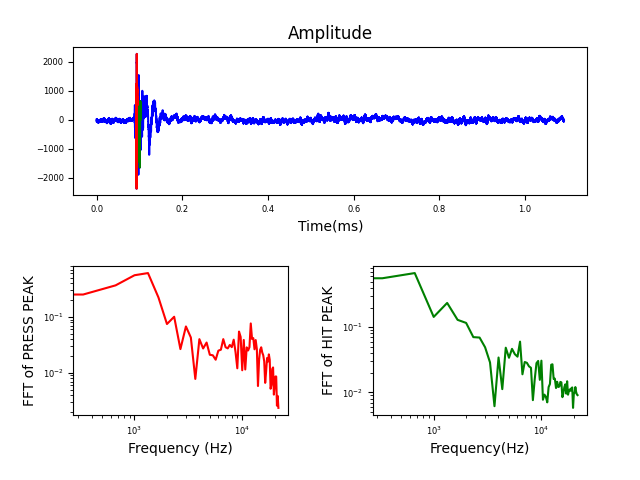 Amplitude
2000
1000
0
−1000
−2000
0.0 0.2 0.4 0.6 0.8 1.0
Time(ms)
FFT of PRESS PEAK
10⁻¹
10⁻²
10³ 10⁴
Frequency (Hz)
FFT of HIT PEAK
10⁻¹
10⁻²
10³ 10⁴
Frequency(Hz)